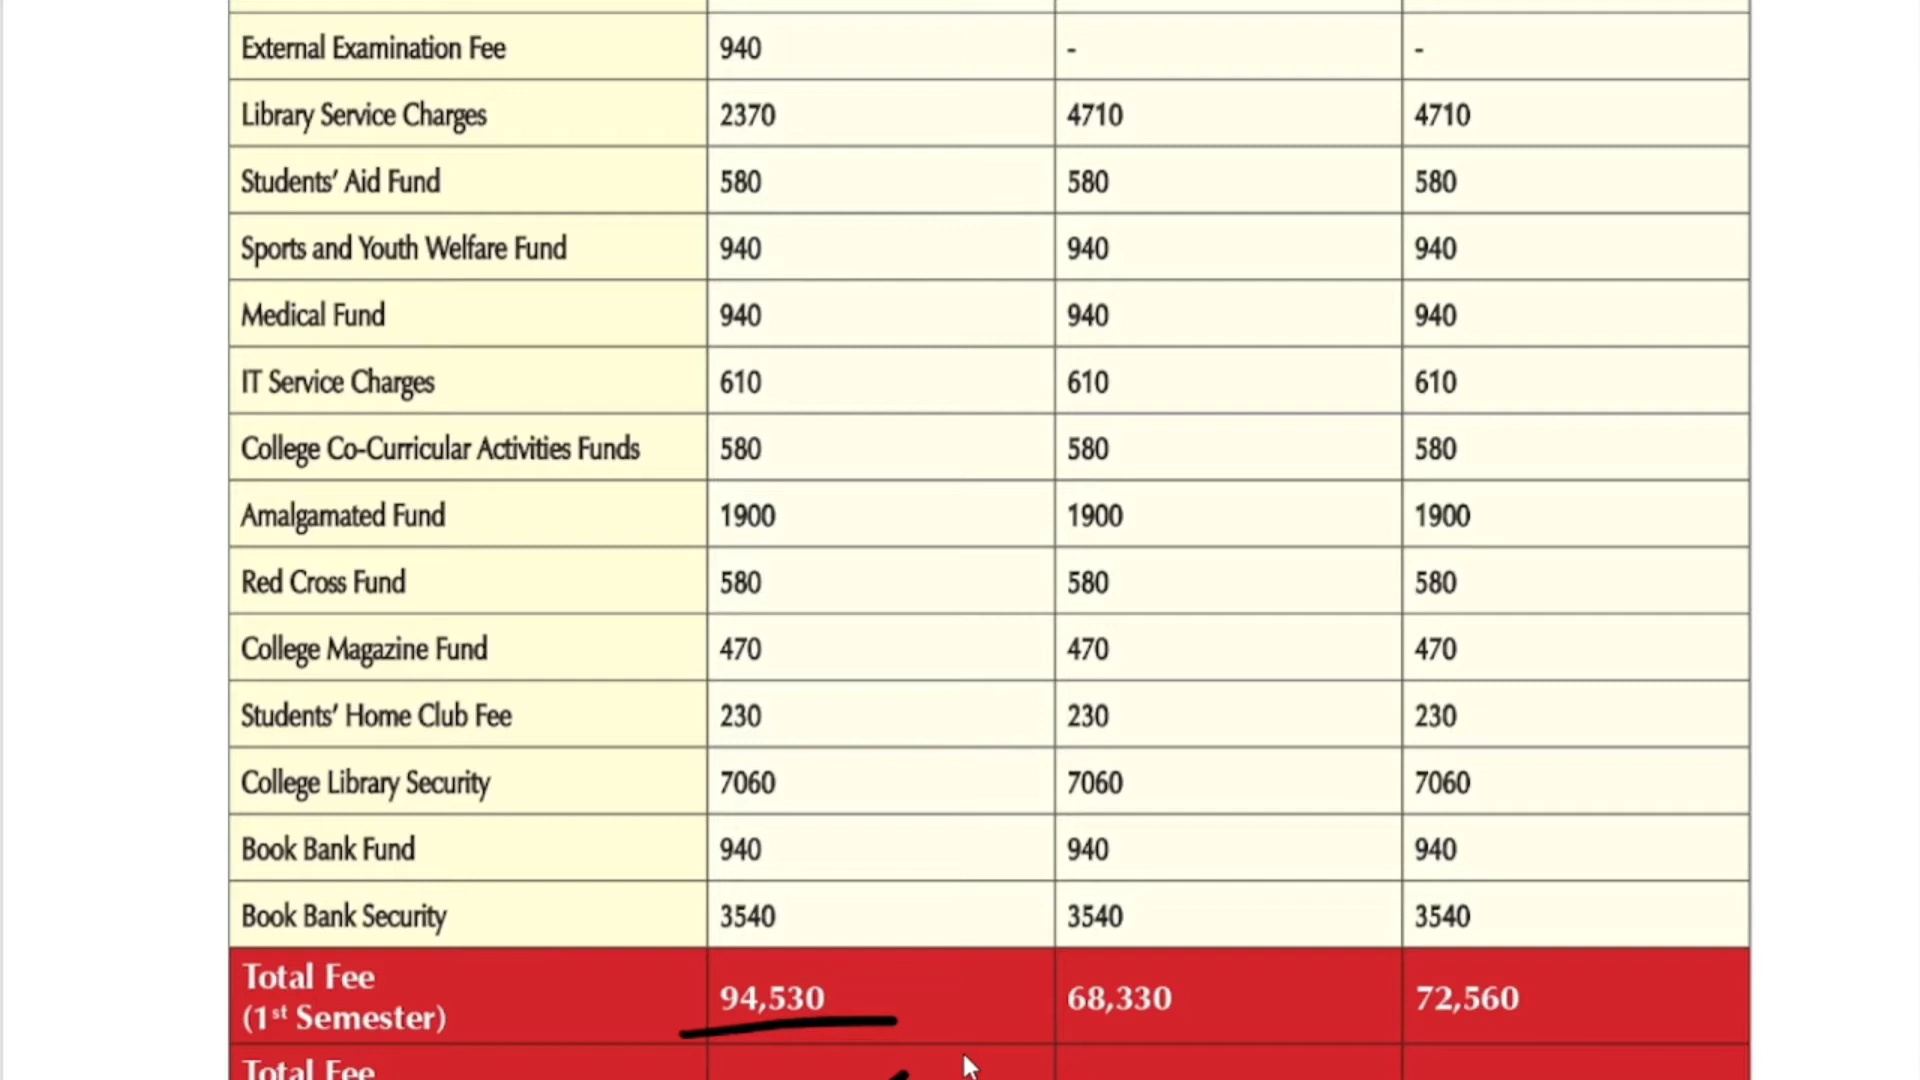 External Examination Fee 940 - -
Library Service Charges 2370 4710 4710
Students' Aid Fund 580 580 580
Sports and Youth Welfare Fund 940 940 940
Medical Fund 940 940 940
IT Service Charges 610 610 610
College Co-Curricular Activities Funds 580 580 580
Amalgamated Fund 1900 1900 1900
Red Cross Fund 580 580 580
College Magazine Fund 470 470 470
Students' Home Club Fee 230 230 230
College Library Security 7060 7060 7060
Book Bank Fund 940 940 940
Book Bank Security 3540 3540 3540
Total Fee
(1st Semester) 94,530 68,330 72,560
Total Fee